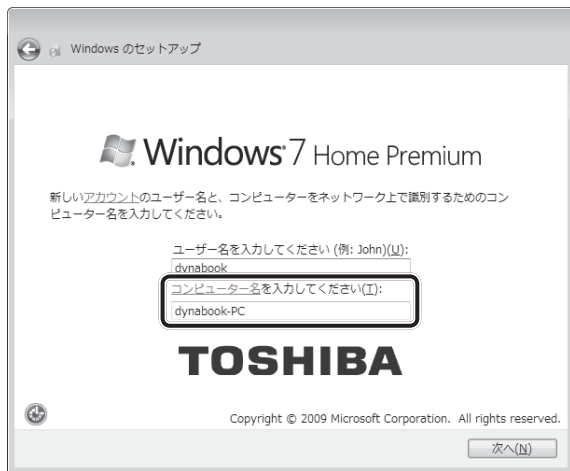 Windows のセットアップ
Windows 7 Home Premium
新しいアカウントのユーザー名と、コンピューターをネットワーク上で識別するためのコン
ピューター名を入力してください。
ユーザー名を入力してください (例: John)(U):
dynabook
コンピューター名を入力してください(T):
dynabook-PC
TOSHIBA
Copyright © 2009 Microsoft Corporation. All rights reserved.
次へ(N)